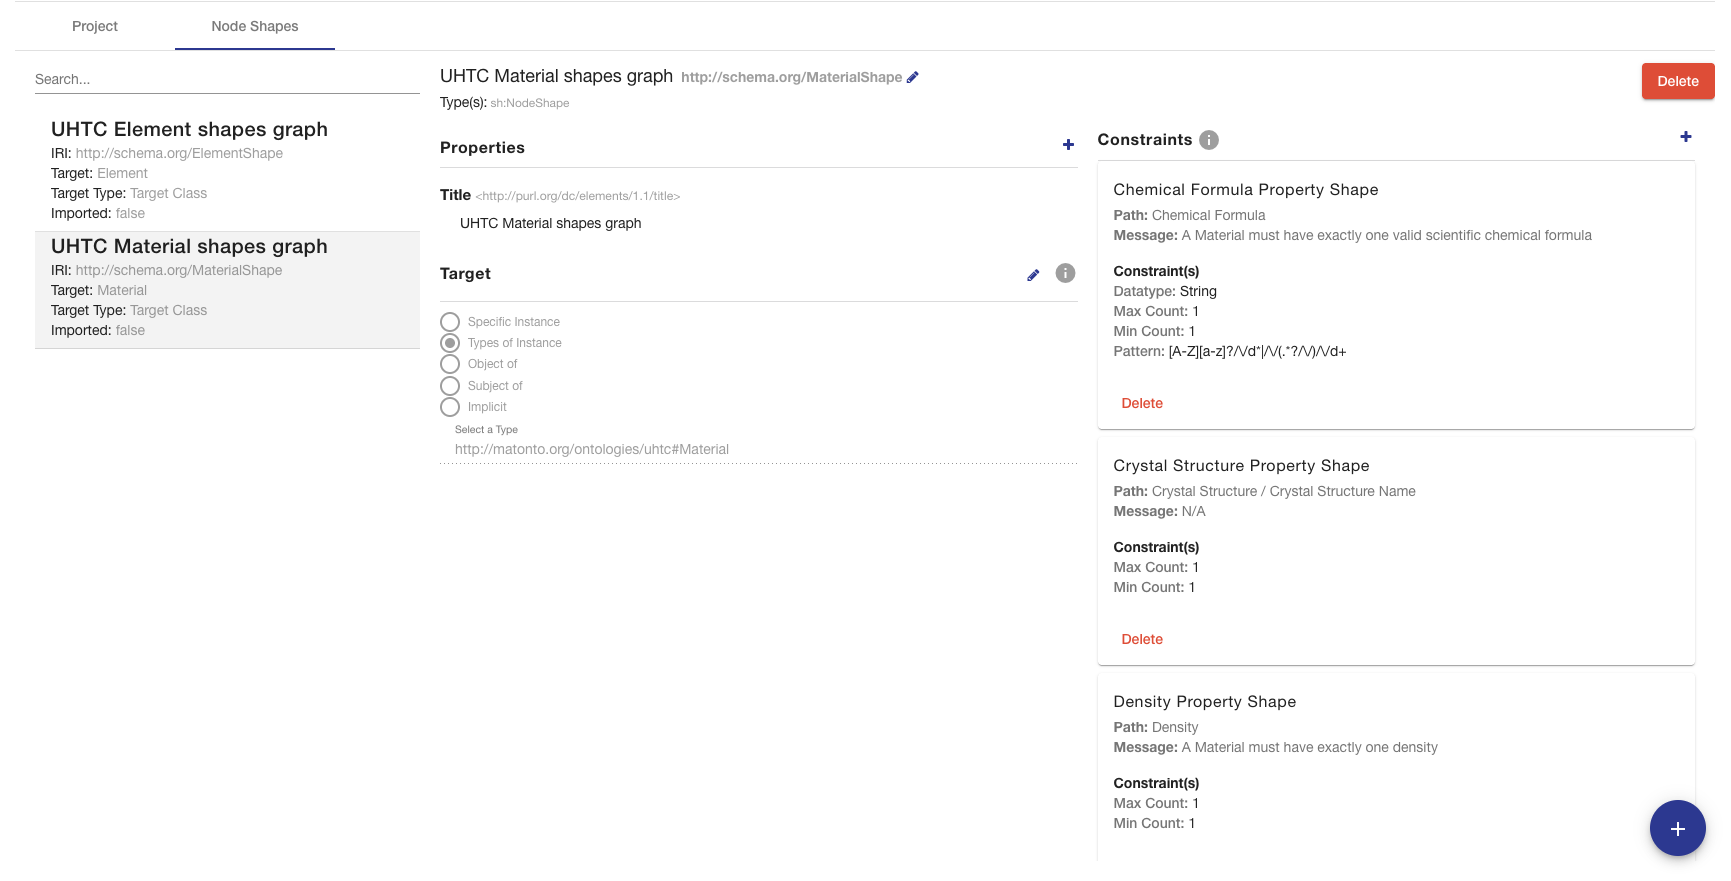 Project
Node Shapes
Search...
UHTC Element shapes graph
IRI: http://schema.org/ElementShape
Target: Element
Target Type: Target Class
Imported: false
UHTC Material shapes graph
IRI: http://schema.org/MaterialShape
Target: Material
Target Type: Target Class
Imported: false
UHTC Material shapes graph http://schema.org/MaterialShape
Type(s): sh:NodeShape
Delete
Properties
Title <http://purl.org/dc/elements/1.1/title>
UHTC Material shapes graph
Target
Specific Instance
Types of Instance
Object of
Subject of
Implicit
Select a Type
http://matonto.org/ontologies/uhtc#Material
Constraints
Chemical Formula Property Shape
Path: Chemical Formula
Message: A Material must have exactly one valid scientific chemical formula
Constraint(s)
Datatype: String
Max Count: 1
Min Count: 1
Pattern: [A-Z][a-z]?/\/d*|/\/(.*?/\/)/\/d+
Delete
Crystal Structure Property Shape
Path: Crystal Structure / Crystal Structure Name
Message: N/A
Constraint(s)
Max Count: 1
Min Count: 1
Delete
Density Property Shape
Path: Density
Message: A Material must have exactly one density
Constraint(s)
Max Count: 1
Min Count: 1